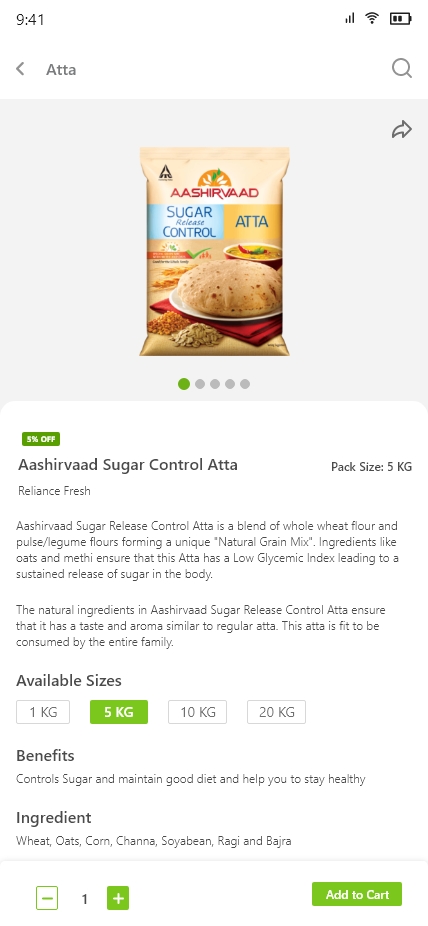 9:41
Atta
AASHIRVAAD
SUGAR
Release
CONTROL
ATTA
5% OFF
Aashirvaad Sugar Control Atta
Pack Size: 5 KG
Reliance Fresh
Aashirvaad Sugar Release Control Atta is a blend of whole wheat flour and
pulse/legume flours forming a unique "Natural Grain Mix". Ingredients like
oats and methi ensure that this Atta has a Low Glycemic Index leading to a
sustained release of sugar in the body.
The natural ingredients in Aashirvaad Sugar Release Control Atta ensure
that it has a taste and aroma similar to regular atta. This atta is fit to be
consumed by the entire family.
Available Sizes
1 KG
5 KG
10 KG
20 KG
Benefits
Controls Sugar and maintain good diet and help you to stay healthy
Ingredient
Wheat, Oats, Corn, Channa, Soyabean, Ragi and Bajra
1
Add to Cart